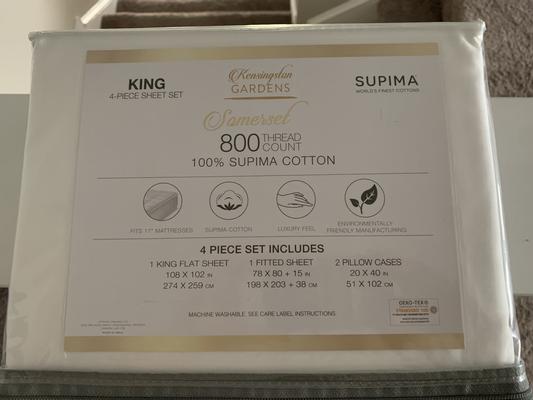 KING
4-PIECE SHEET SET
Kensington
GARDENS
SUPIMA
WORLD'S FINEST COTTONS
Somerset
800 THREAD COUNT
100% SUPIMA COTTON
FITS 17" MATTRESSES
SUPIMA COTTON
LUXURY FEEL
ENVIRONMENTALLY-
FRIENDLY MANUFACTURING
4 PIECE SET INCLUDES
1 KING FLAT SHEET
108 X 102 IN
274 X 259 CM
1 FITTED SHEET
78 X 80 + 15 IN
198 X 203 + 38 CM
2 PILLOW CASES
20 X 40 IN
51 X 102 CM
MACHINE WASHABLE. SEE CARE LABEL INSTRUCTIONS.
OEKO-TEX®
STANDARD 100